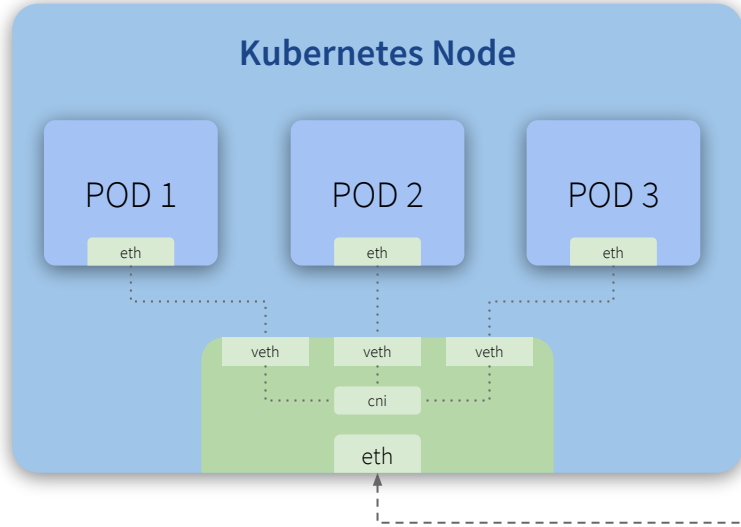 Kubernetes Node
POD 1
POD 2
POD 3
eth
eth
eth
veth
veth
veth
cni
eth